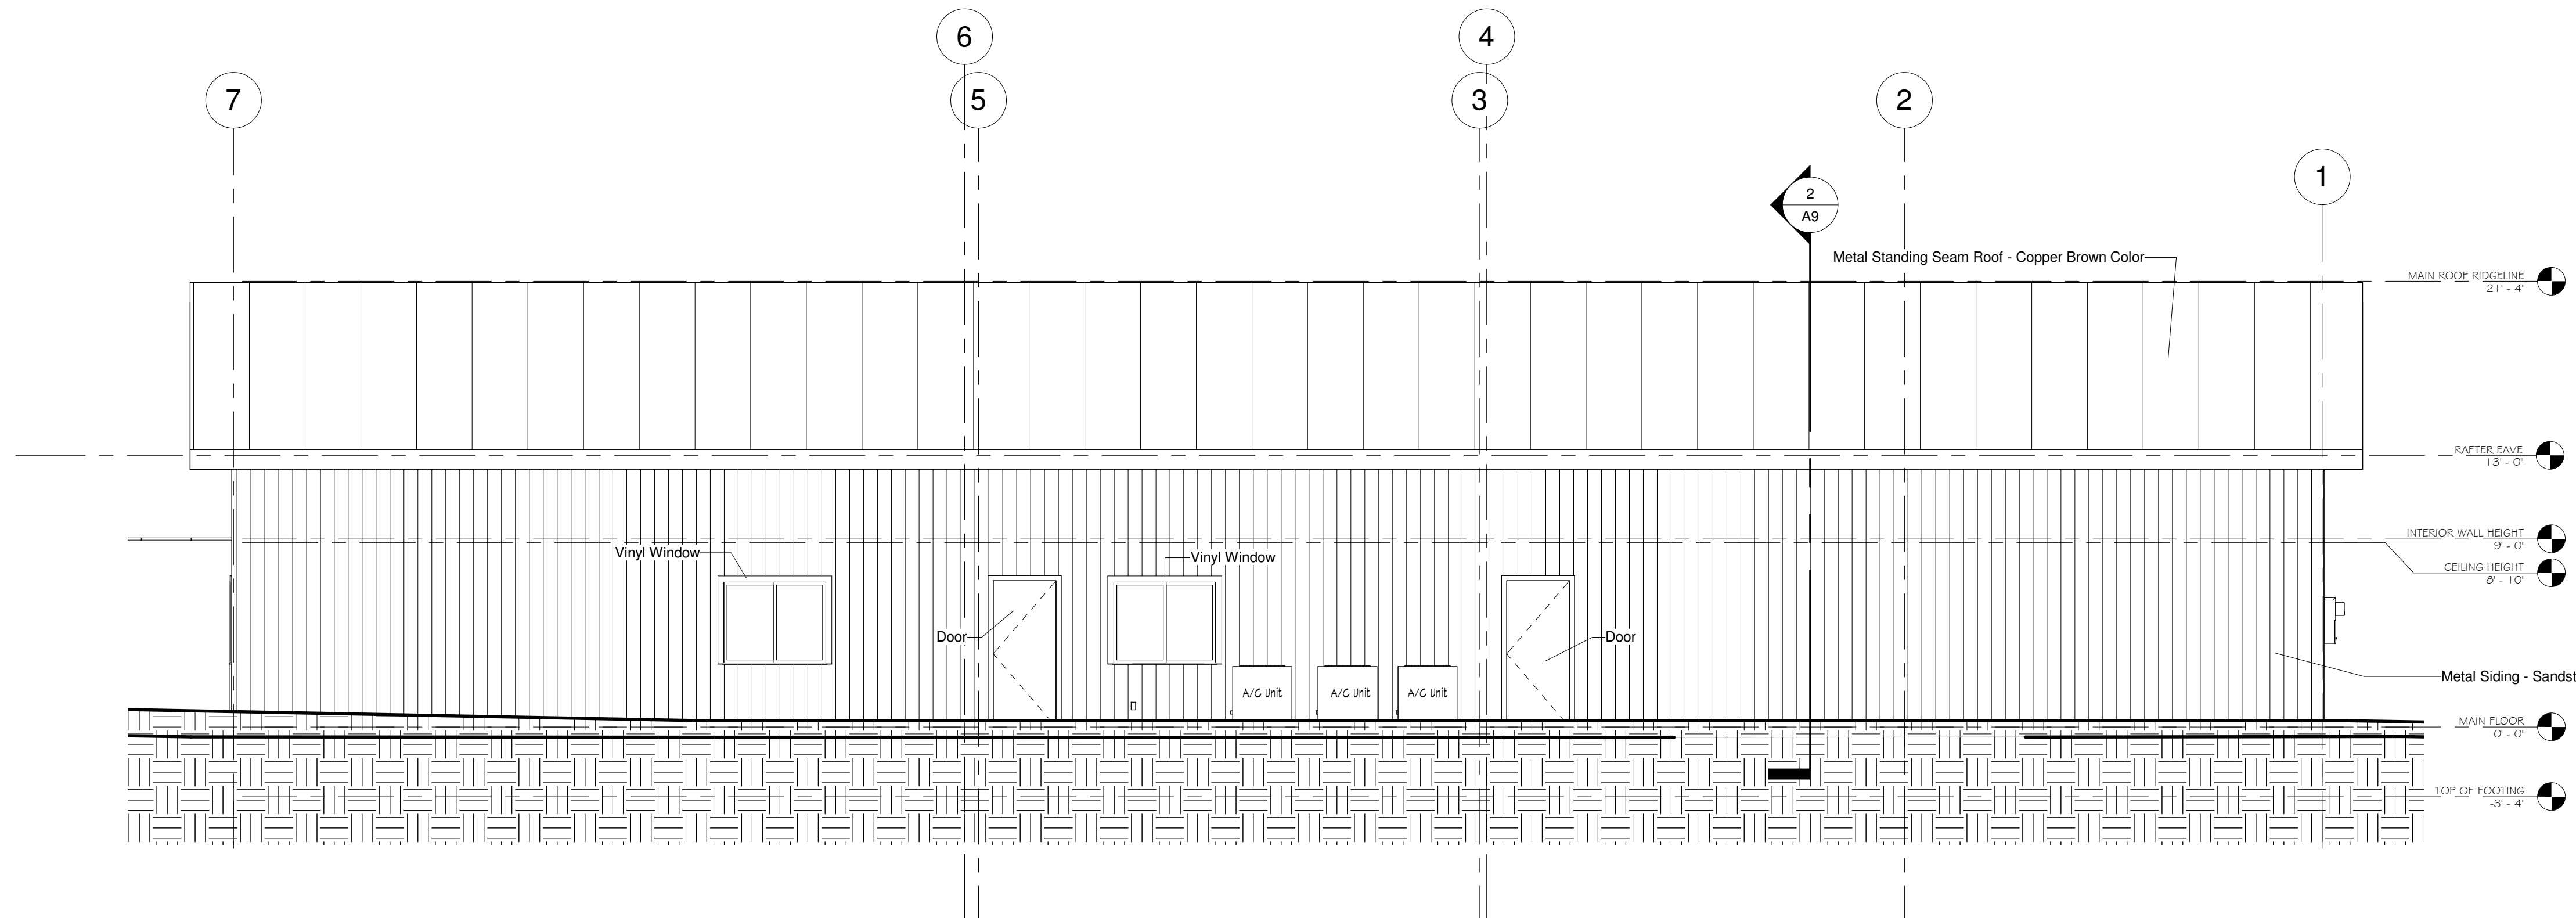 6
4
7
5
3
2
1
2
A9
Metal Standing Seam Roof - Copper Brown Color
MAIN ROOF RIDGELINE
21' - 4"
RAFTER EAVE
13' - 0"
INTERIOR WALL HEIGHT
9' - 0"
Vinyl Window
Vinyl Window
CEILING HEIGHT
8' - 10"
Door
Door
Metal Siding - Sandst
A/C Unit
A/C Unit
A/C Unit
MAIN FLOOR
0' - 0"
TOP OF FOOTING
-3' - 4"